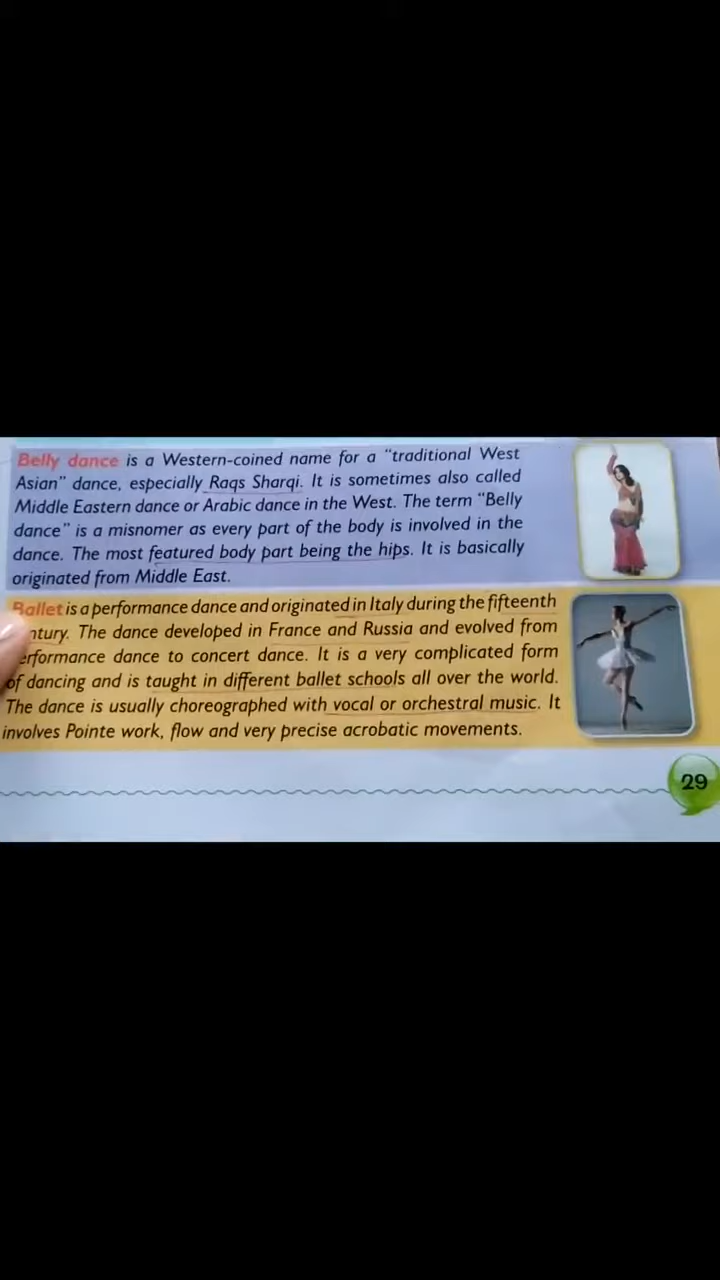 Belly dance is a Western-coined name for a "traditional West
Asian" dance, especially Raqs Sharqi. It is sometimes also called
Middle Eastern dance or Arabic dance in the West. The term "Belly
dance" is a misnomer as every part of the body is involved in the
dance. The most featured body part being the hips. It is basically
originated from Middle East.
Ballet is a performance dance and originated in Italy during the fifteenth
ntury. The dance developed in France and Russia and evolved from
erformance dance to concert dance. It is a very complicated form
of dancing and is taught in different ballet schools all over the world.
The dance is usually choreographed with vocal or orchestral music. It
involves Pointe work, flow and very precise acrobatic movements.
29